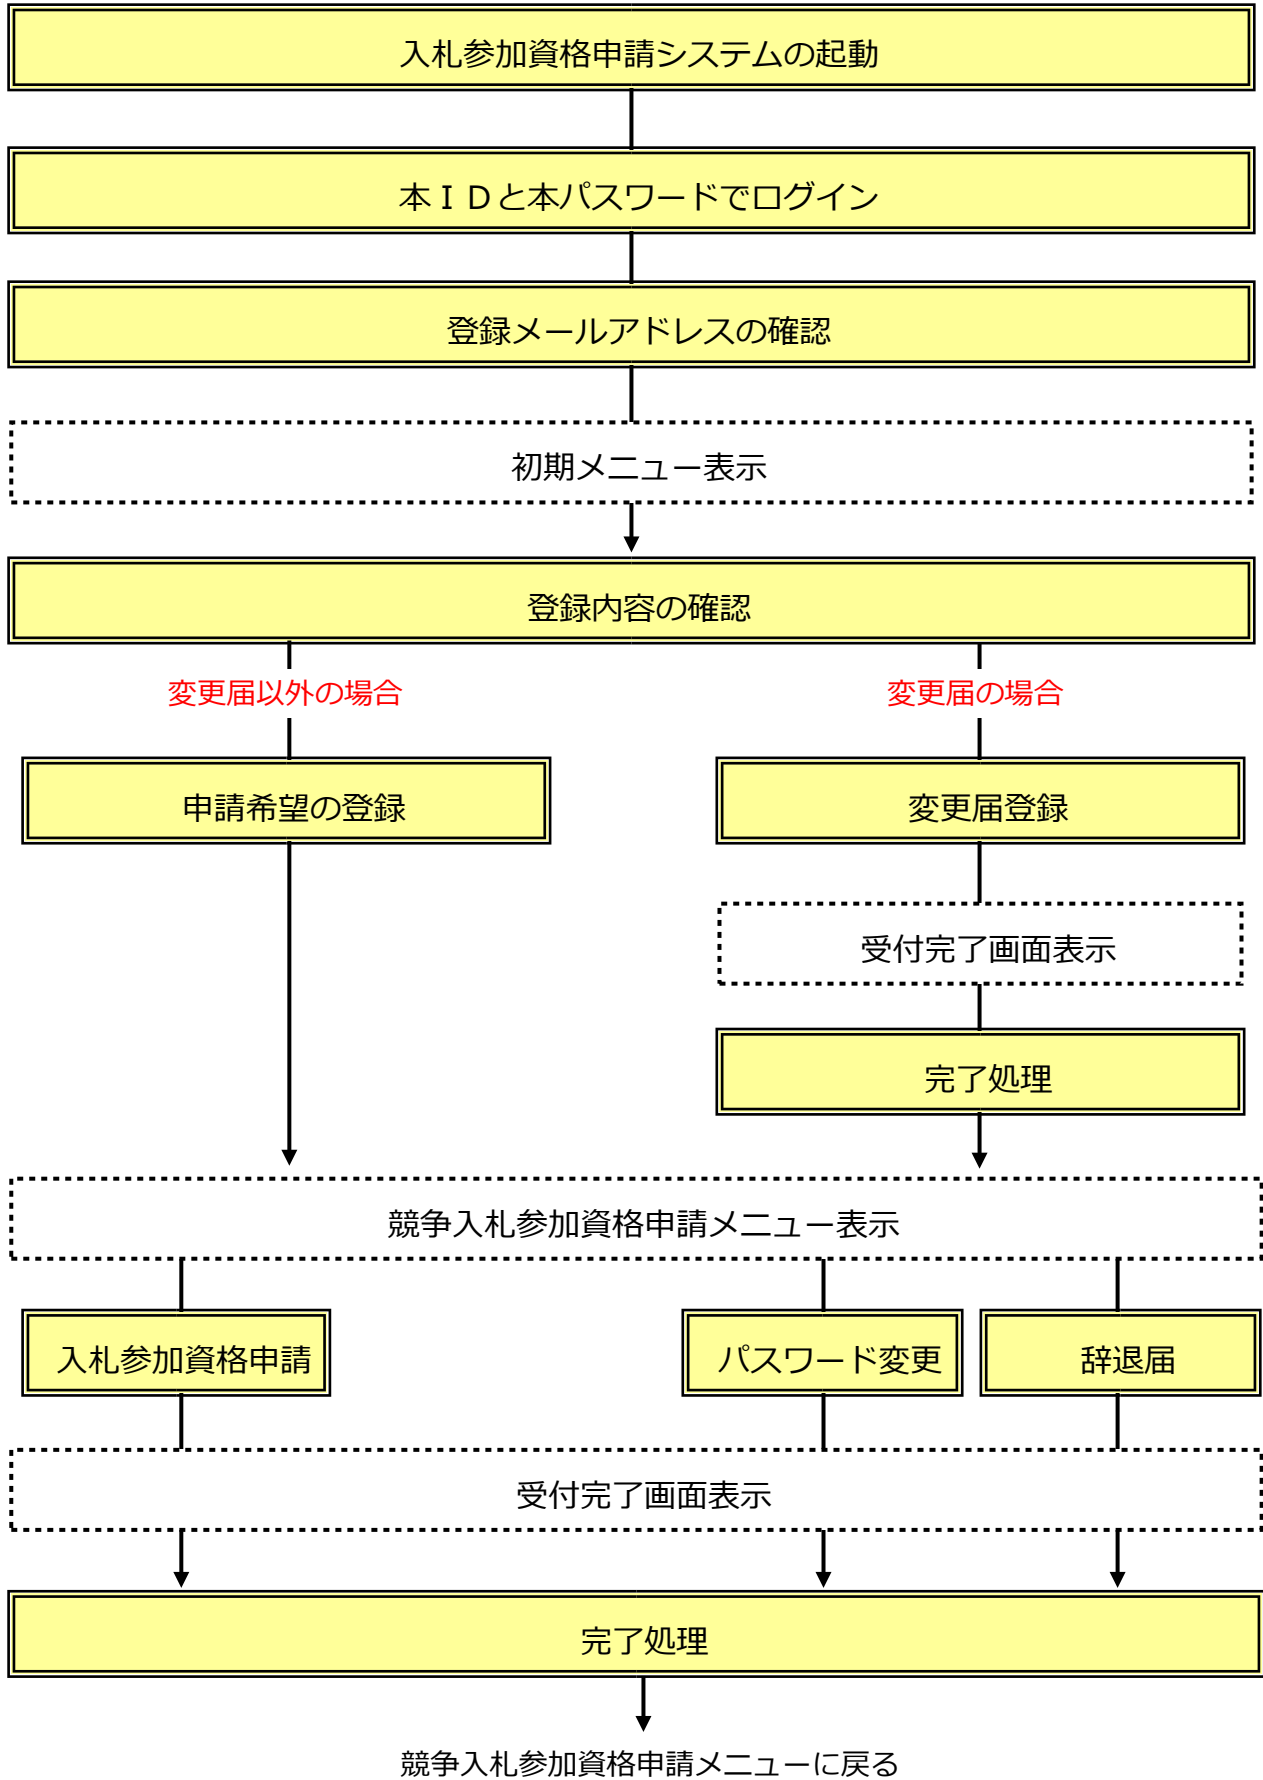 入札参加資格申請システムの起動
本ＩＤと本パスワードでログイン
登録メールアドレスの確認
初期メニュー表示
登録内容の確認
変更届以外の場合
変更届の場合
申請希望の登録
変更届登録
受付完了画面表示
完了処理
競争入札参加資格申請メニュー表示
入札参加資格申請
パスワード変更
辞退届
受付完了画面表示
完了処理
競争入札参加資格申請メニューに戻る